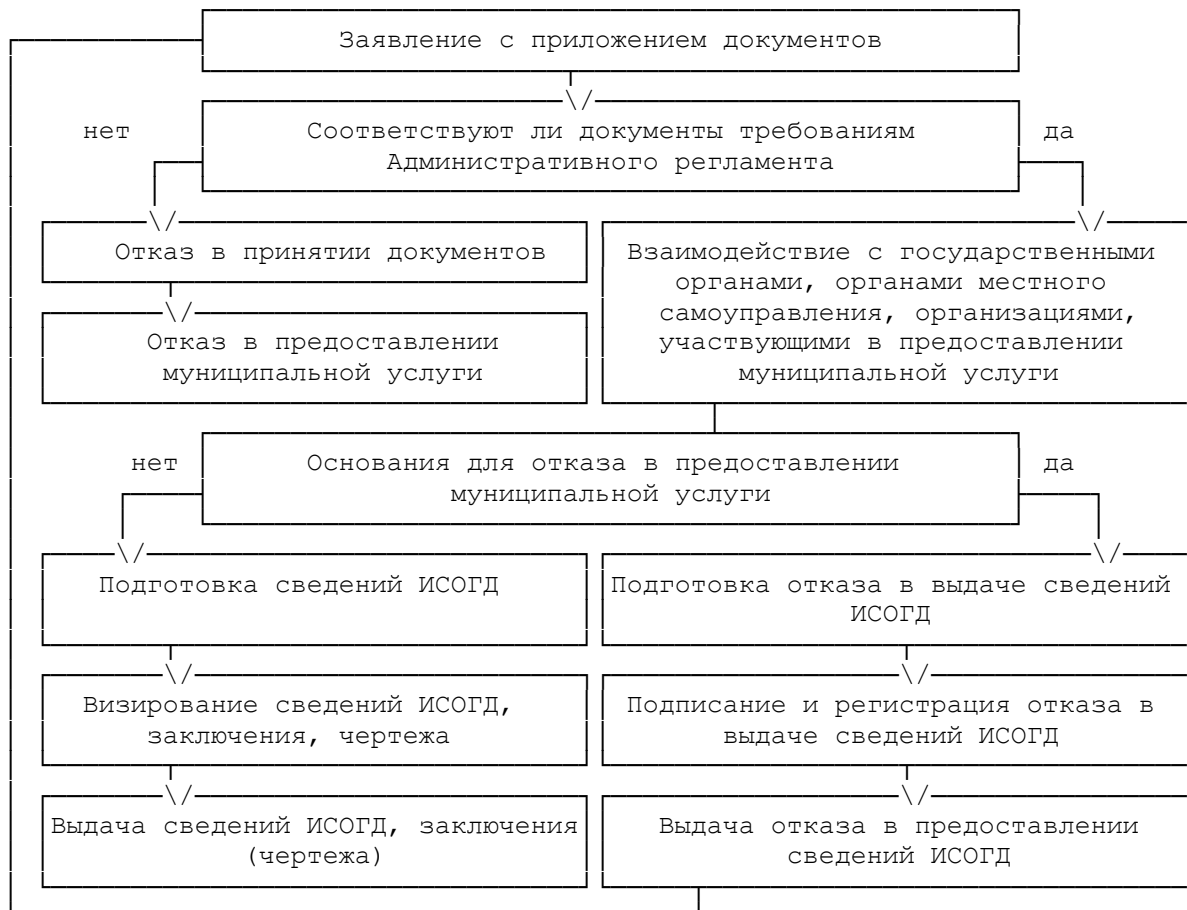 Заявление с приложением документов
нет
Соответствуют ли документы требованиям
да
Административного регламента
Отказ в принятии документов
Взаимодействие с государственными
органами, органами местного
самоуправления, организациями,
участвующими в предоставлении
муниципальной услуги
Отказ в предоставлении
муниципальной услуги
нет
Основания для отказа в предоставлении
да
муниципальной услуги
Подготовка сведений ИСОГД
Подготовка отказа в выдаче сведений
ИСОГД
Визирование сведений ИСОГД,
заключения, чертежа
Подписание и регистрация отказа в
выдаче сведений ИСОГД
Выдача сведений ИСОГД, заключения
(чертежа)
Выдача отказа в предоставлении
сведений ИСОГД